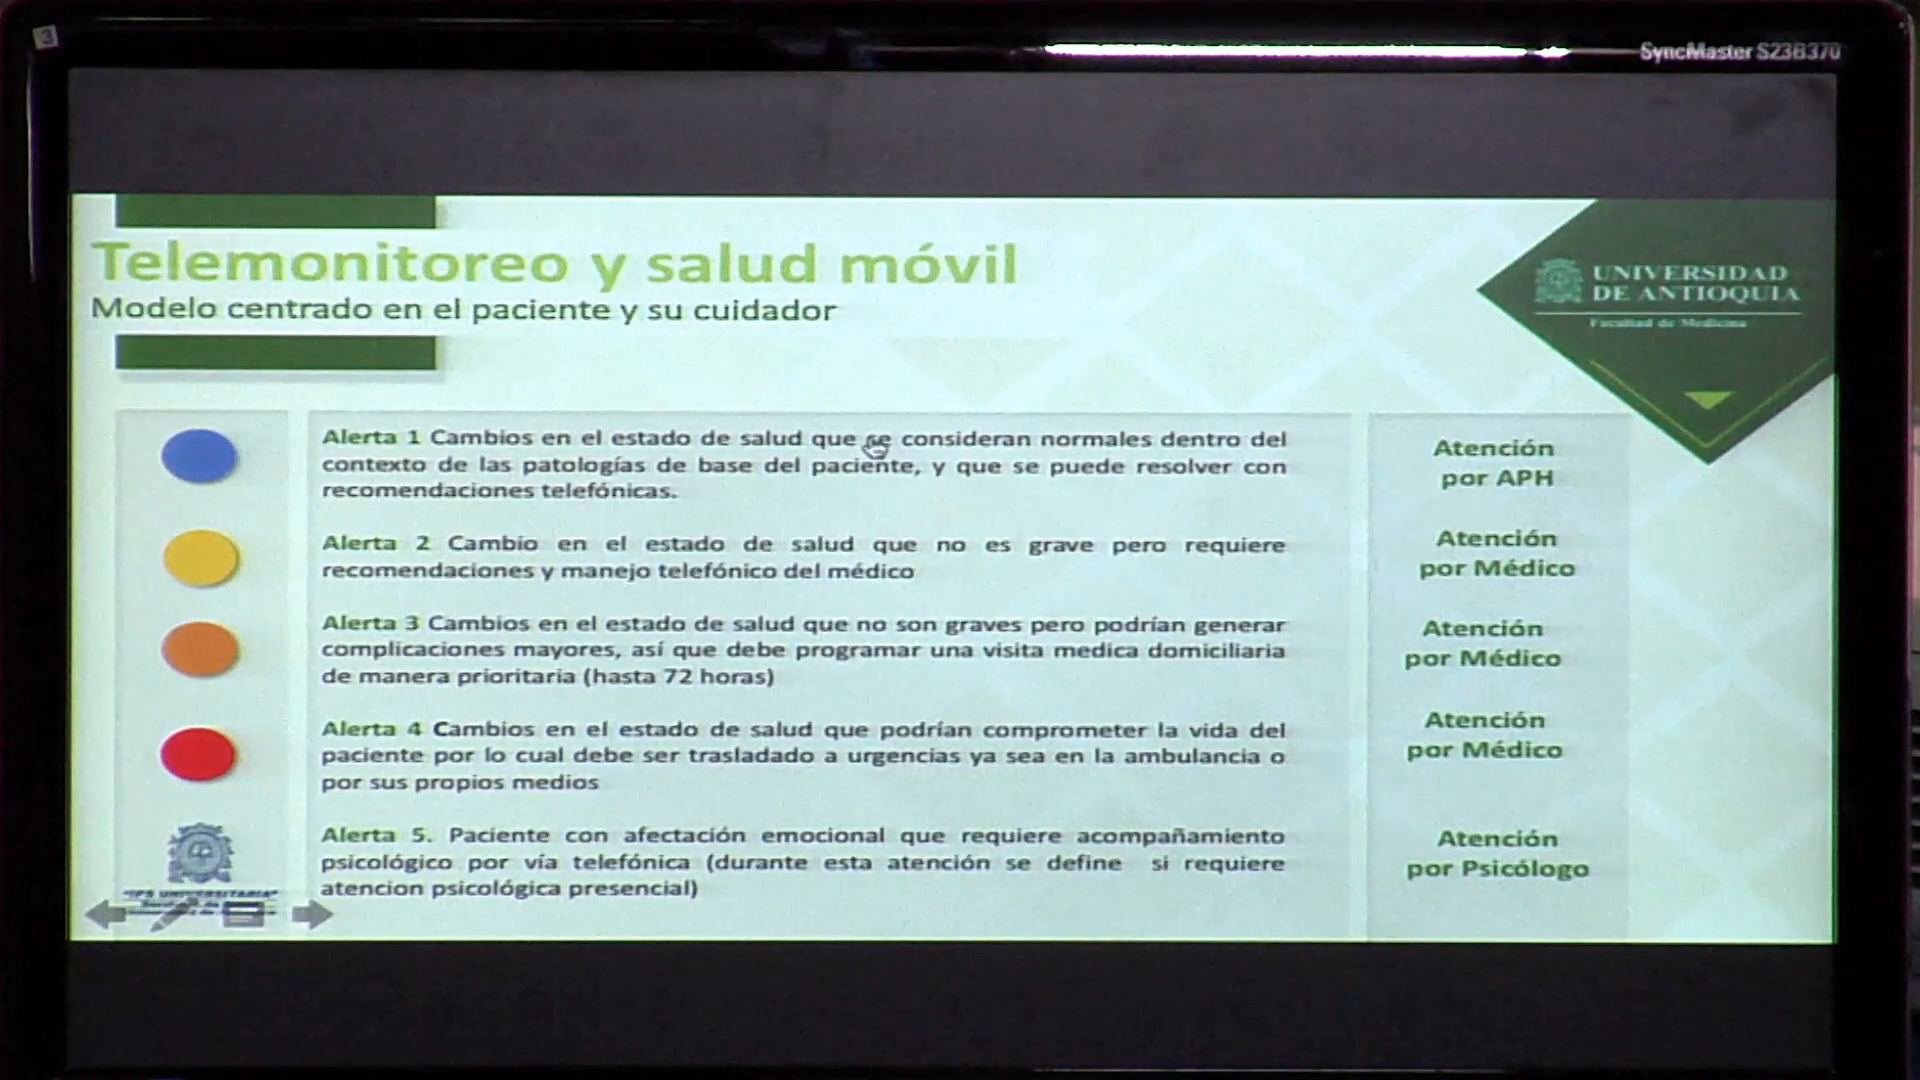 3
SyncMaster S23B370
Telemonitoreo y salud móvil
Modelo centrado en el paciente y su cuidador
UNIVERSIDAD
DE ANTIOQUIA
Facultad de Medicina
Alerta 1 Cambios en el estado de salud que se consideran normales dentro del
contexto de las patologías de base del paciente, y que se puede resolver con
recomendaciones telefónicas.
Atención
por APH
Alerta 2 Cambio en el estado de salud que no es grave pero requiere
recomendaciones y manejo telefónico del médico
Atención
por Médico
Alerta 3 Cambios en el estado de salud que no son graves pero podrían generar
complicaciones mayores, así que debe programar una visita medica domiciliaria
de manera prioritaria (hasta 72 horas)
Atención
por Médico
Alerta 4 Cambios en el estado de salud que podrían comprometer la vida del
paciente por lo cual debe ser trasladado a urgencias ya sea en la ambulancia o
por sus propios medios
Atención
por Médico
Alerta 5. Paciente con afectación emocional que requiere acompañamiento
psicológico por vía telefónica (durante esta atención se define si requiere
atencion psicológica presencial)
Atención
por Psicólogo
"IPS UNIVERSITARIA"